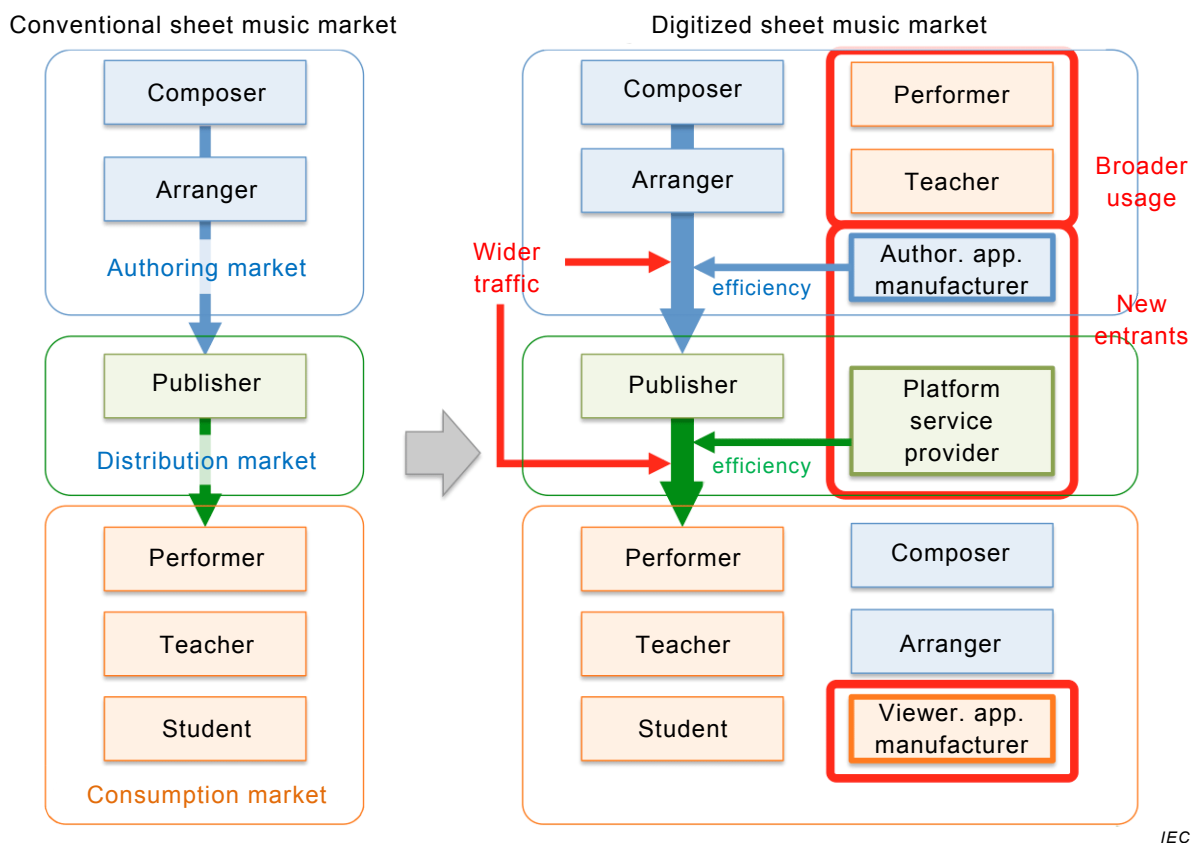 Conventional sheet music market
Composer
Arranger
Authoring market
Publisher
Distribution market
Performer
Teacher
Student
Consumption market
Digitized sheet music market
Composer
Performer
Arranger
Teacher
Broader
usage
Wider
traffic
efficiency
Author. app.
manufacturer
New
entrants
Publisher
Platform
service
provider
efficiency
Performer
Composer
Teacher
Arranger
Student
Viewer. app.
manufacturer
IEC